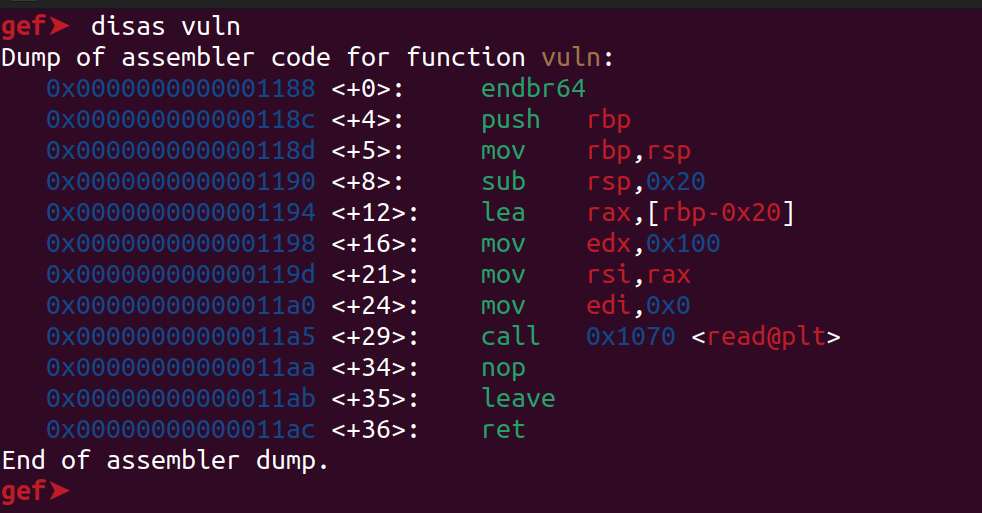 gef➤  disas vuln
Dump of assembler code for function vuln:
   0x0000000000001188 <+0>:	endbr64
   0x000000000000118c <+4>:	push   rbp
   0x000000000000118d <+5>:	mov    rbp,rsp
   0x0000000000001190 <+8>:	sub    rsp,0x20
   0x0000000000001194 <+12>:	lea    rax,[rbp-0x20]
   0x0000000000001198 <+16>:	mov    edx,0x100
   0x000000000000119d <+21>:	mov    rsi,rax
   0x00000000000011a0 <+24>:	mov    edi,0x0
   0x00000000000011a5 <+29>:	call   0x1070 <read@plt>
   0x00000000000011aa <+34>:	nop
   0x00000000000011ab <+35>:	leave
   0x00000000000011ac <+36>:	ret
End of assembler dump.
gef➤